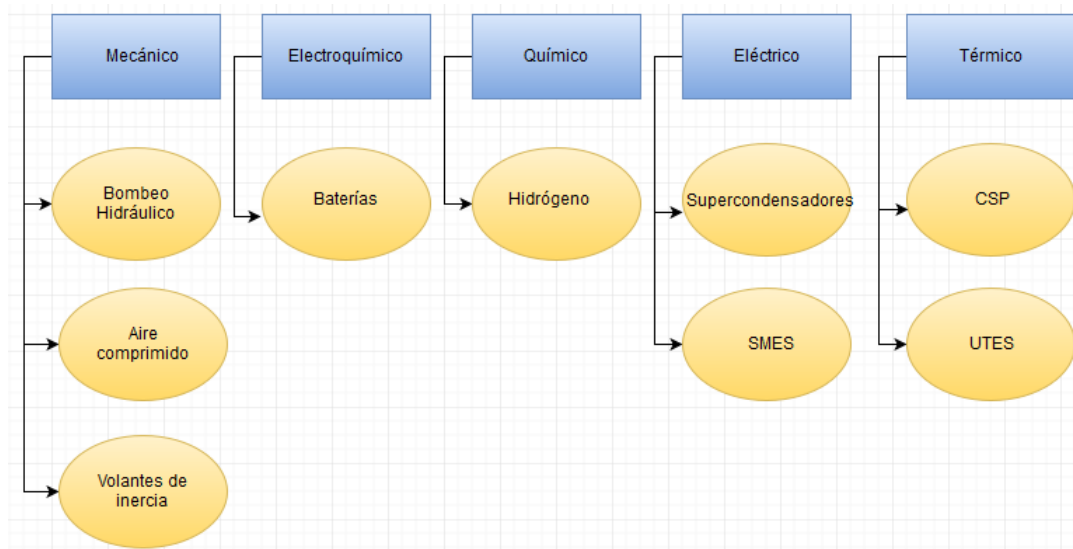 Mecánico
Electroquímico
Químico
Eléctrico
Térmico
Bombeo
Hidráulico
Baterías
Hidrógeno
Supercondensadores
CSP
Aire
comprimido
SMES
UTES
Volantes de
inercia